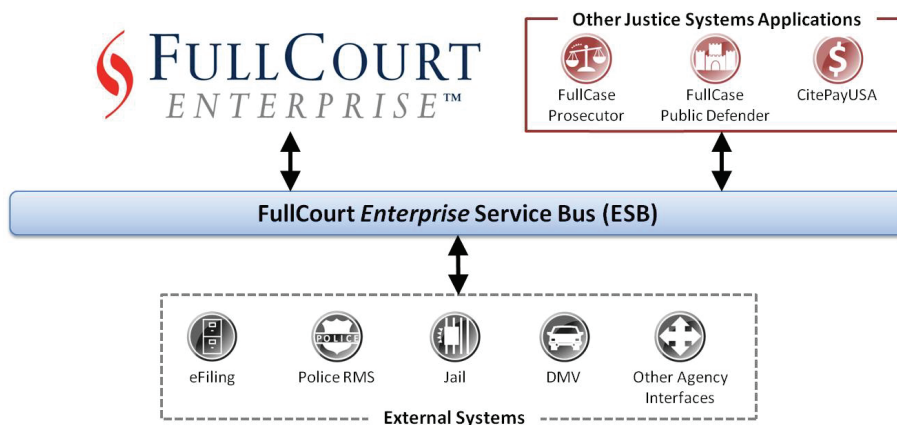 FULLCOURT
ENTERPRISE™
Other Justice Systems Applications
$
FullCase
Prosecutor
FullCase
Public Defender
CitePayUSA
FullCourt Enterprise Service Bus (ESB)
POLICE
eFiling
Police RMS
Jail
DMV
Other Agency
Interfaces
External Systems